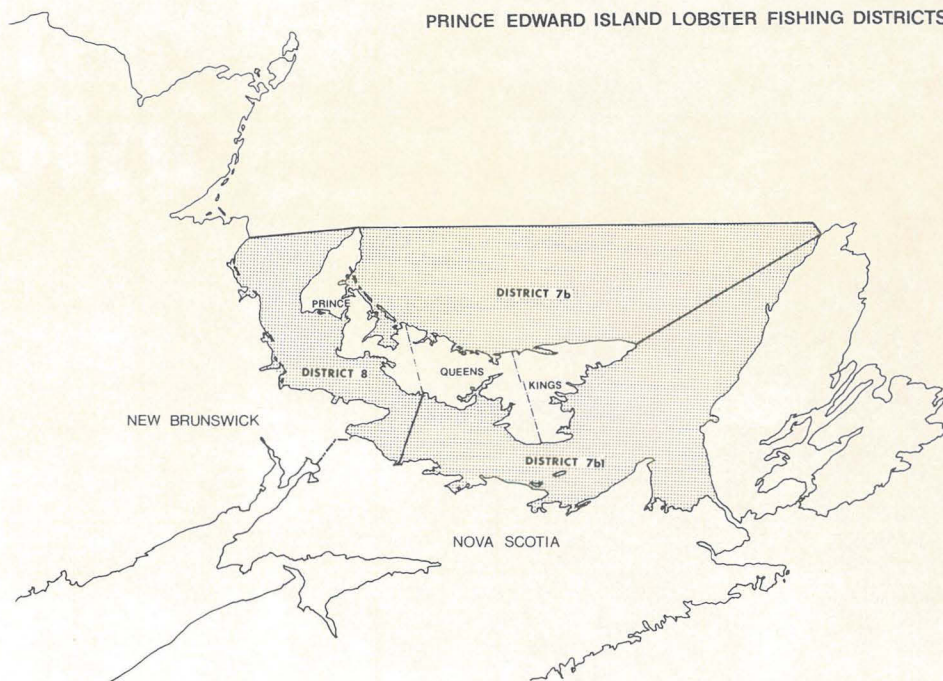 PRINCE EDWARD ISLAND LOBSTER FISHING DISTRICTS
DISTRICT 7b
PRINCE
DISTRICT 8
QUEENS
KINGS
NEW BRUNSWICK
DISTRICT 7b1
NOVA SCOTIA